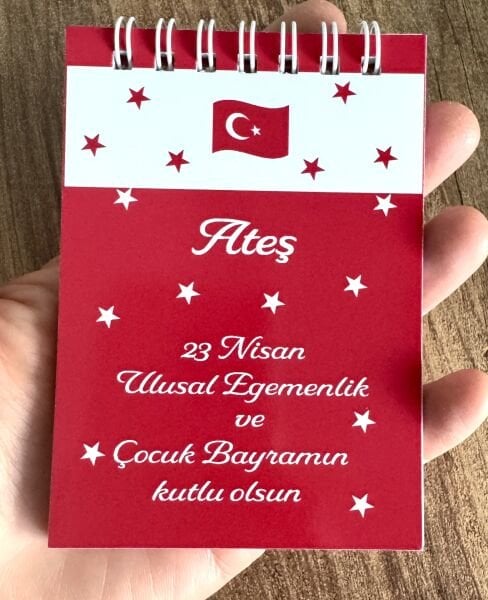 Ateş
23 Nisan
Ulusal Egemenlik
ve
Çocuk Bayramın
kutlu olsun